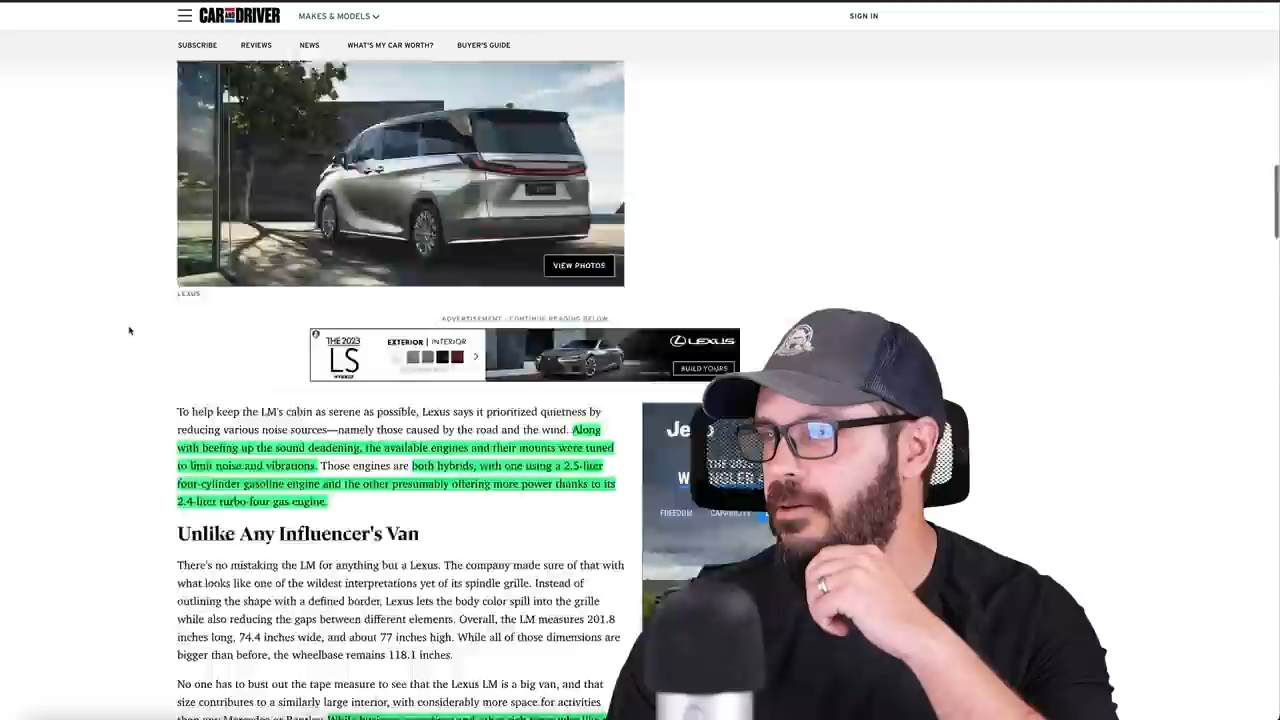 CAR AND DRIVER
MAKES & MODELS
SIGN IN
SUBSCRIBE
REVIEWS
NEWS
WHAT'S MY CAR WORTH?
BUYER'S GUIDE
VIEW PHOTOS
LEXUS
ADVERTISEMENT - CONTINUE READING BELOW
THE 2023
LS
EXTERIOR | INTERIOR
LEXUS
BUILD YOURS
To help keep the LM's cabin as serene as possible, Lexus says it prioritized quietness by
reducing various noise sources—namely those caused by the road and the wind. Along
with beefing up the sound deadening, the available engines and their mounts were tuned
to limit noise and vibrations. Those engines are both hybrids, with one using a 2.5-liter
four-cylinder gasoline engine and the other presumably offering more power thanks to its
2.4-liter turbo-four gas engine.
Je
THE 2023
FREEDOM
Unlike Any Influencer's Van
There's no mistaking the LM for anything but a Lexus. The company made sure of that with
what looks like one of the wildest interpretations yet of its spindle grille. Instead of
outlining the shape with a defined border, Lexus lets the body color spill into the grille
while also reducing the gaps between different elements. Overall, the LM measures 201.8
inches long, 74.4 inches wide, and about 77 inches high. While all of those dimensions are
bigger than before, the wheelbase remains 118.1 inches.
No one has to bust out the tape measure to see that the Lexus LM is a big van, and that
size contributes to a similarly large interior, with considerably more space for activities